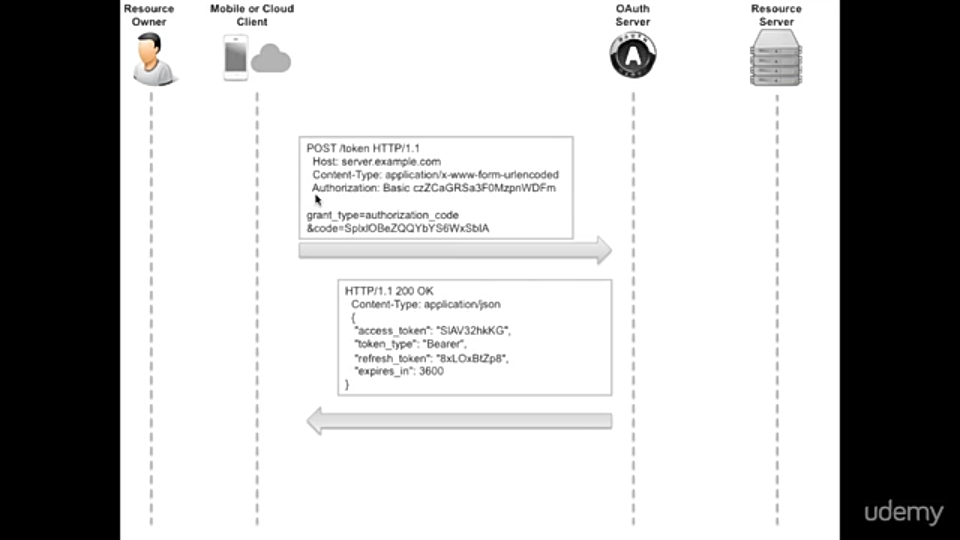 Resource
Owner
Mobile or Cloud
Client
OAuth
Server
Resource
Server
OAUTH
A
POST /token HTTP/1.1
Host: server.example.com
Content-Type: application/x-www-form-urlencoded
Authorization: Basic czZCaGRSa3F0MzpnWDFm
grant_type=authorization_code
&code=SplxlOBeZQQYbYS6WxSbIA
HTTP/1.1 200 OK
Content-Type: application/json
{
"access_token": "SlAV32hkKG",
"token_type": "Bearer",
"refresh_token": "8xLOxBtZp8",
"expires_in": 3600
}
udemy